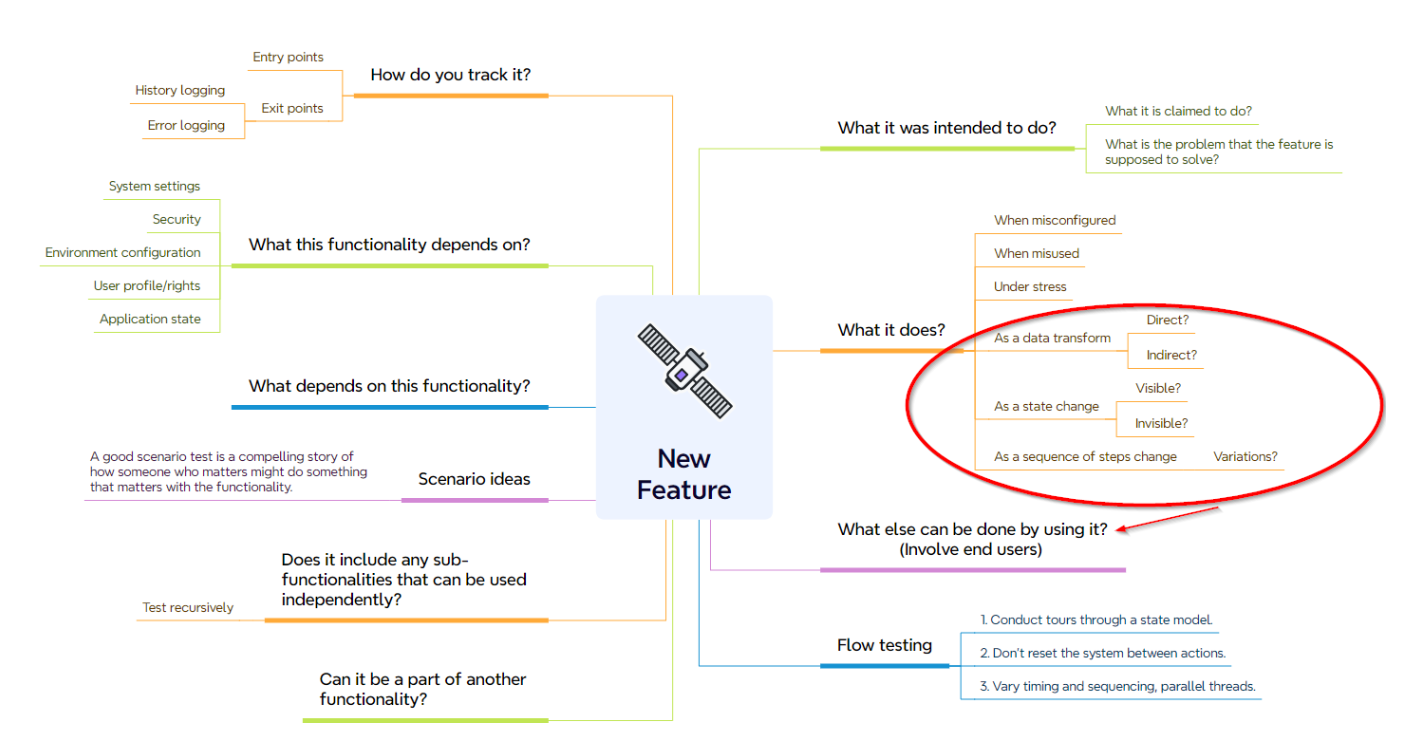 How do you track it?
Entry points
Exit points
History logging
Error logging
What this functionality depends on?
System settings
Security
Environment configuration
User profile/rights
Application state
What depends on this functionality?
Scenario ideas
A good scenario test is a compelling story of
how someone who matters might do something
that matters with the functionality.
Does it include any sub-
functionalities that can be used
independently?
Test recursively
Can it be a part of another
functionality?
New
Feature
What it was intended to do?
What it is claimed to do?
What is the problem that the feature is
supposed to solve?
What it does?
When misconfigured
When misused
Under stress
As a data transform
Direct?
Indirect?
As a state change
Visible?
Invisible?
As a sequence of steps change
Variations?
What else can be done by using it?
(Involve end users)
Flow testing
1. Conduct tours through a state model.
2. Don't reset the system between actions.
3. Vary timing and sequencing, parallel threads.